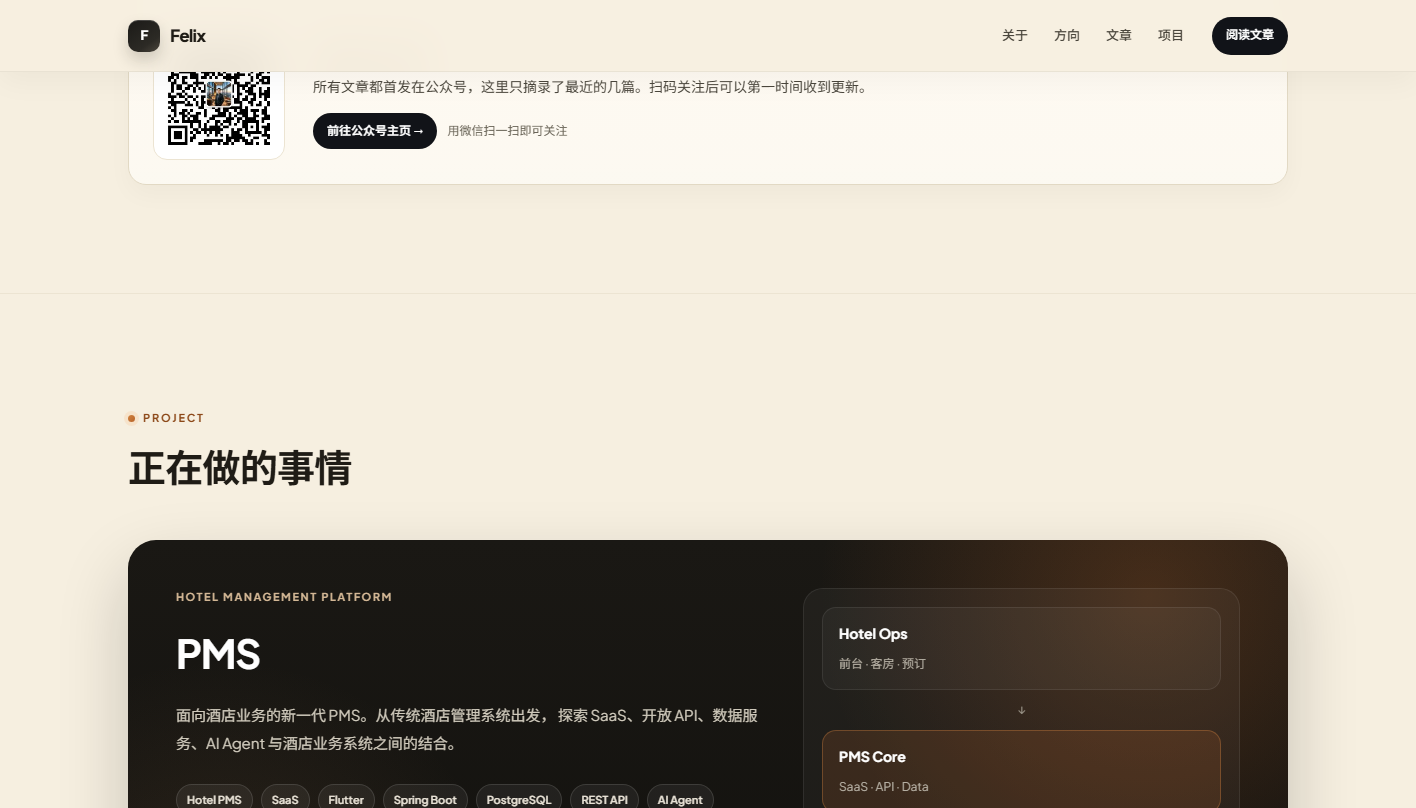 F Felix 关于 方向 文章 项目 阅读文章
所有文章都首发在公众号，这里只摘录了最近的几篇。扫码关注后可以第一时间收到更新。
前往公众号主页 → 用微信扫一扫即可关注
PROJECT
正在做的事情
HOTEL MANAGEMENT PLATFORM
PMS
面向酒店业务的新一代 PMS。从传统酒店管理系统出发，探索 SaaS、开放 API、数据服
务、AI Agent 与酒店业务系统之间的结合。
Hotel PMS SaaS Flutter Spring Boot PostgreSQL REST API AI Agent
Hotel Ops
前台 · 客房 · 预订
↓
PMS Core
SaaS · API · Data